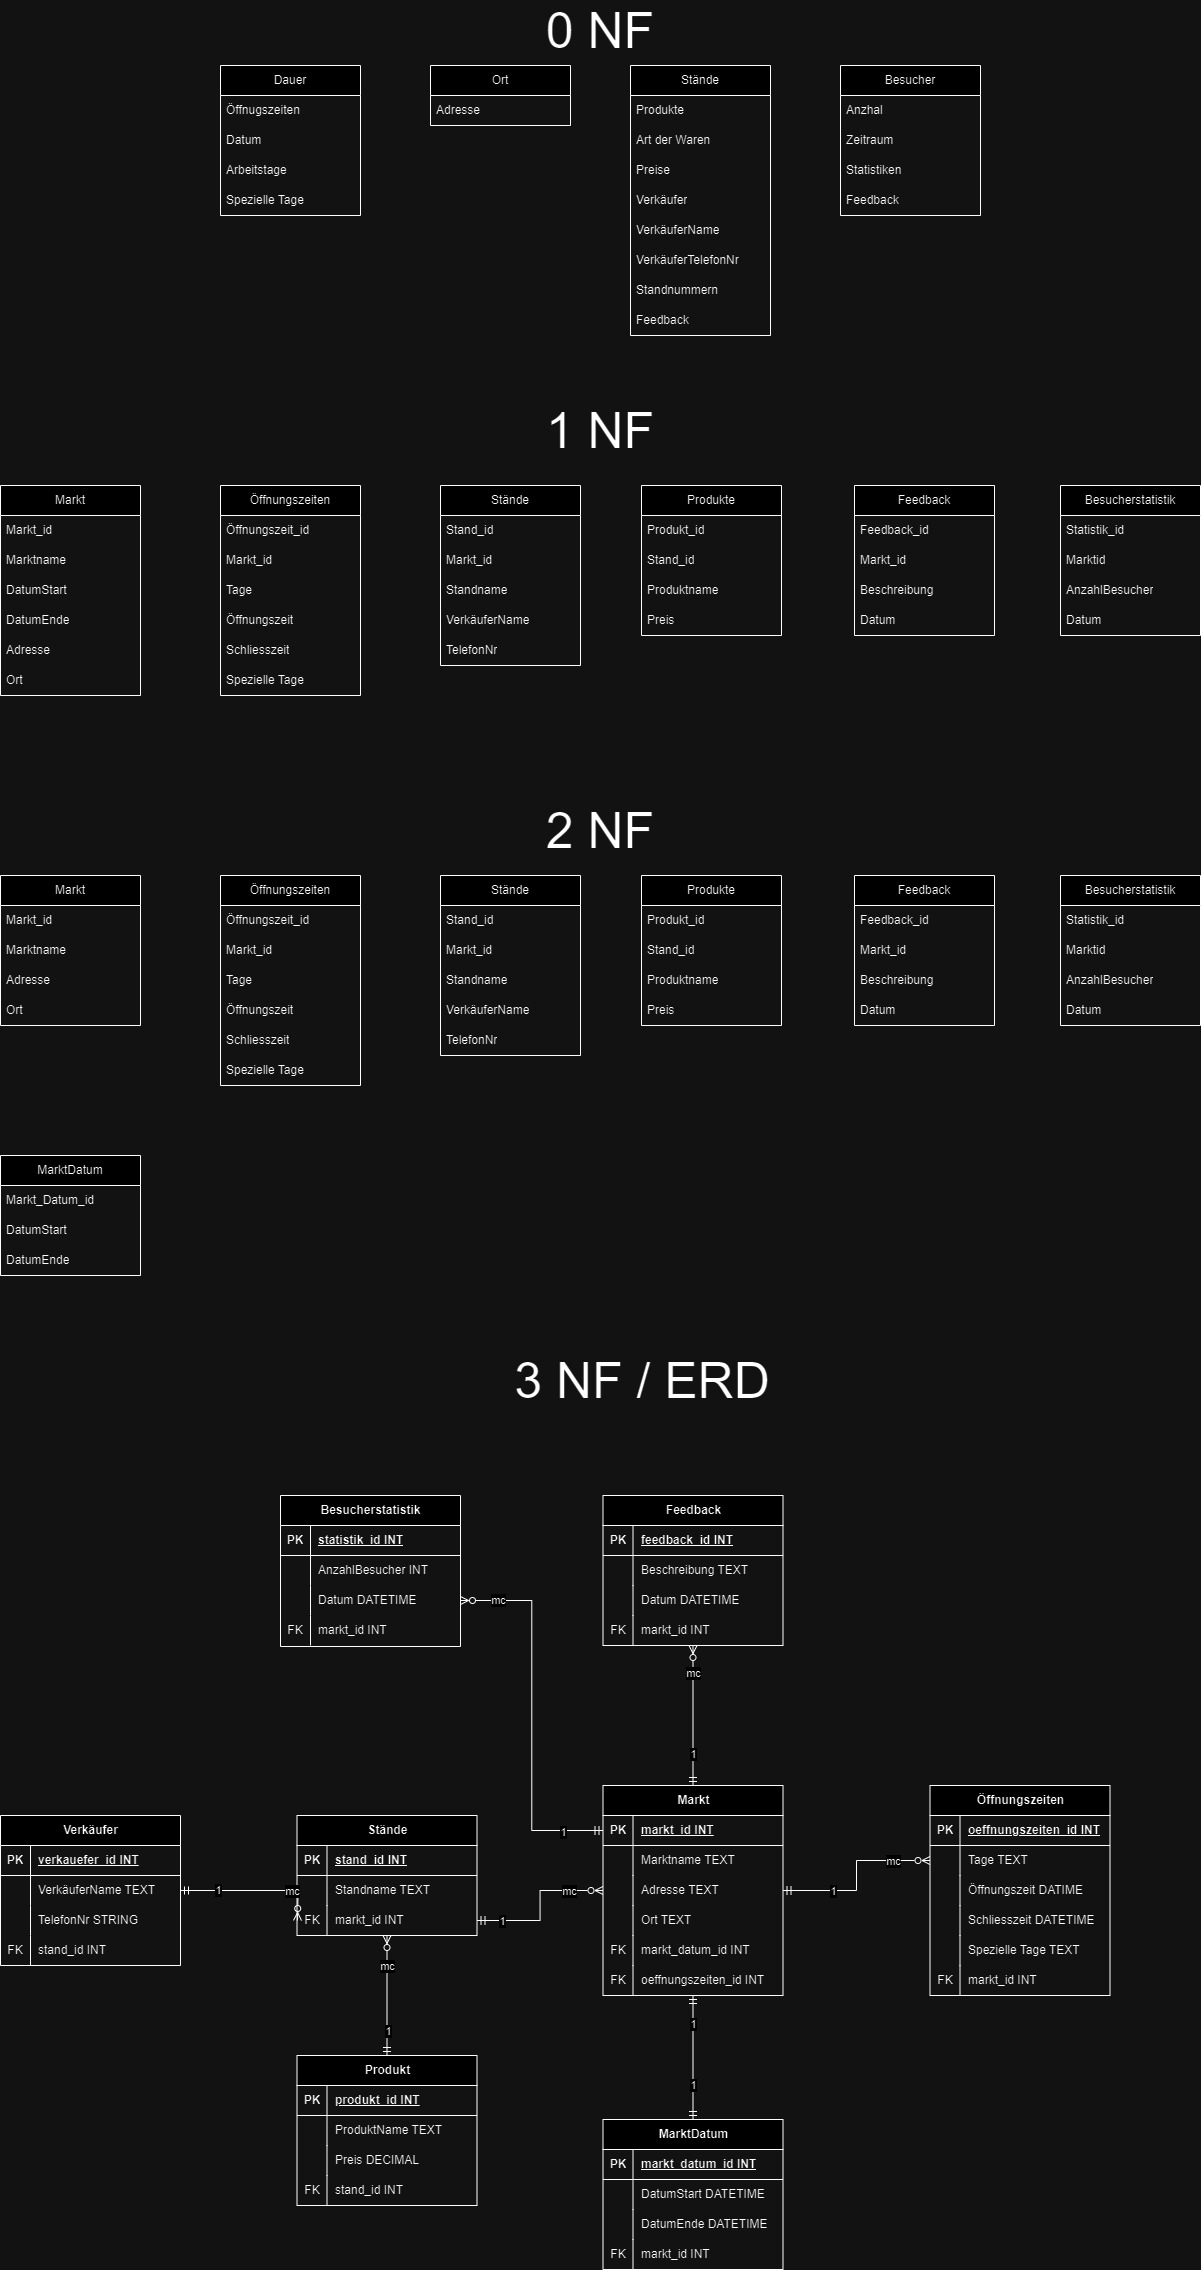 0 NF
Dauer
Öffnugszeiten
Datum
Arbeitstage
Spezielle Tage
Ort
Adresse
Stände
Produkte
Art der Waren
Preise
Verkäufer
VerkäuferName
VerkäuferTelefonNr
Standnummern
Feedback
Besucher
Anzhal
Zeitraum
Statistiken
Feedback
1 NF
Markt
Markt_id
Marktname
DatumStart
DatumEnde
Adresse
Ort
Öffnungszeiten
Öffnungszeit_id
Markt_id
Tage
Öffnungszeit
Schliesszeit
Spezielle Tage
Stände
Stand_id
Markt_id
Standname
VerkäuferName
TelefonNr
Produkte
Produkt_id
Stand_id
Produktname
Preis
Feedback
Feedback_id
Markt_id
Beschreibung
Datum
Besucherstatistik
Statistik_id
Marktid
AnzahlBesucher
Datum
2 NF
Markt
Markt_id
Marktname
Adresse
Ort
Öffnungszeiten
Öffnungszeit_id
Markt_id
Tage
Öffnungszeit
Schliesszeit
Spezielle Tage
Stände
Stand_id
Markt_id
Standname
VerkäuferName
TelefonNr
Produkte
Produkt_id
Stand_id
Produktname
Preis
Feedback
Feedback_id
Markt_id
Beschreibung
Datum
Besucherstatistik
Statistik_id
Marktid
AnzahlBesucher
Datum
MarktDatum
Markt_Datum_id
DatumStart
DatumEnde
3 NF / ERD
Besucherstatistik
PK statistik_id INT
AnzahlBesucher INT
Datum DATETIME
FK markt_id INT
mc
1
Feedback
PK feedback_id INT
Beschreibung TEXT
Datum DATETIME
FK markt_id INT
mc
1
Verkäufer
PK verkauefer_id INT
VerkäuferName TEXT
TelefonNr STRING
FK stand_id INT
1
mc
Stände
PK stand_id INT
Standname TEXT
FK markt_id INT
1
mc
Markt
PK markt_id INT
Marktname TEXT
Adresse TEXT
Ort TEXT
FK markt_datum_id INT
FK oeffnungszeiten_id INT
1
mc
Öffnungszeiten
PK oeffnungszeiten_id INT
Tage TEXT
Öffnungszeit DATIME
Schliesszeit DATETIME
Spezielle Tage TEXT
FK markt_id INT
mc
1
Produkt
PK produkt_id INT
ProduktName TEXT
Preis DECIMAL
FK stand_id INT
1
1
MarktDatum
PK markt_datum_id INT
DatumStart DATETIME
DatumEnde DATETIME
FK markt_id INT